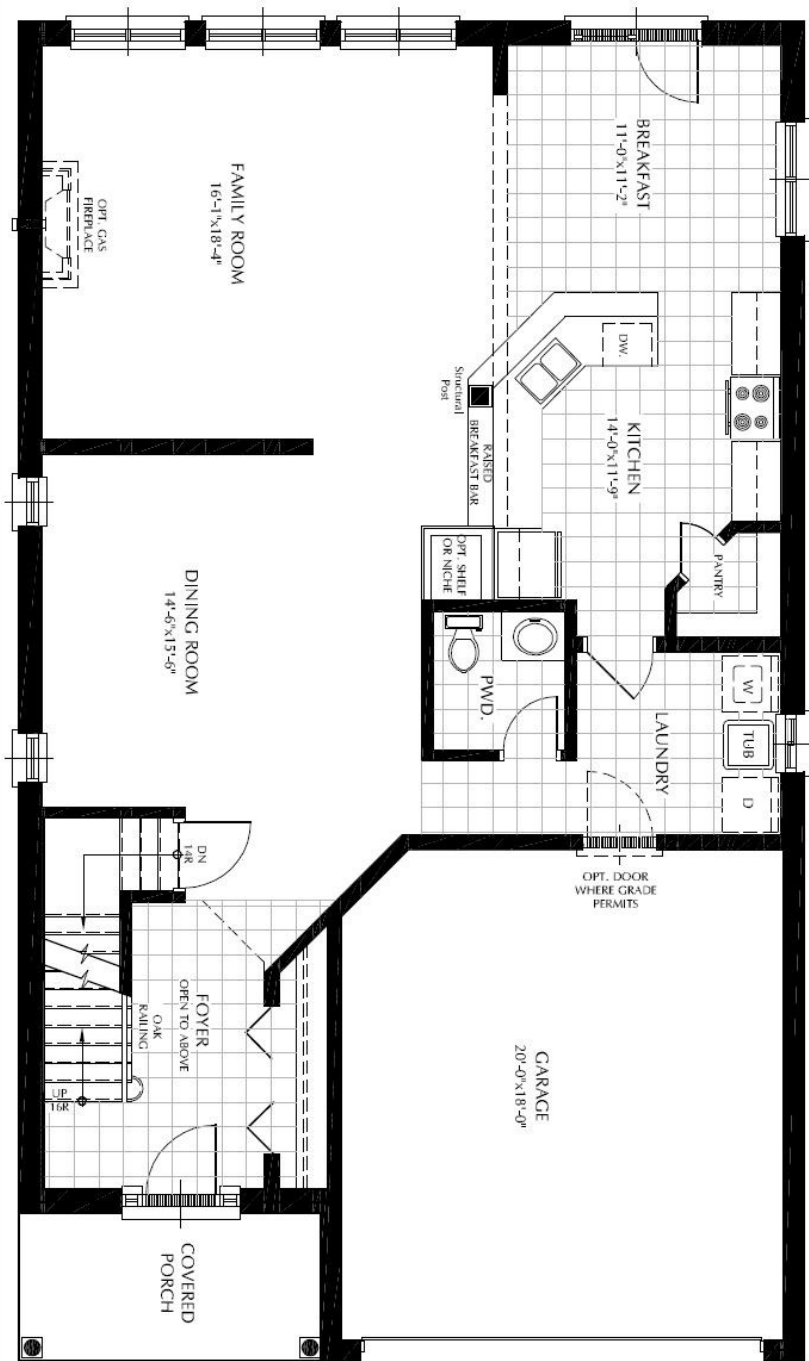 BREAKFAST
11'-0"x11'-2"
FAMILY ROOM
16'-1"x18'-4"
OPT. GAS
FIREPLACE
DW.
Structural
Post
KITCHEN
14'-0"x11'-9"
RAISED
BREAKFAST BAR
OPT. SHELF
OR NICHE
PANTRY
DINING ROOM
14'-6"x15'-6"
PWD.
LAUNDRY
W
TUB
D
DN
14R
OPT. DOOR
WHERE GRADE
PERMITS
FOYER
OPEN TO ABOVE
OAK
RAILING
UP
16R
GARAGE
20'-0"x18'-0"
COVERED
PORCH